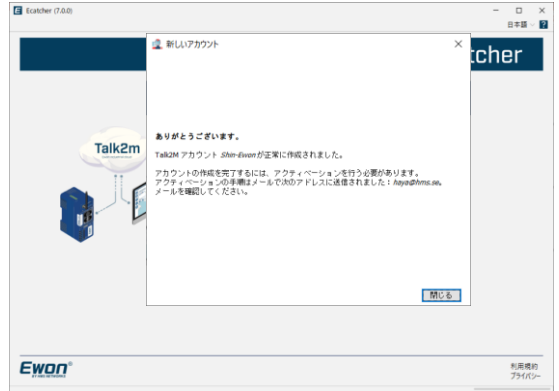 Ecatcher (7.0.0)
日本語
?
新しいアカウント
tcher
ありがとうございます。
Talk2M アカウント Shin-Ewon が正常に作成されました。
アカウントの作成を完了するには、アクティベーションを行う必要があります。
アクティベーションの手順はメールで次のアドレスに送信されました: haya@hms.se。
メールを確認してください。
Talk2m
閉じる
Ewon®
BY HMS NETWORKS
利用規約
プライバシー